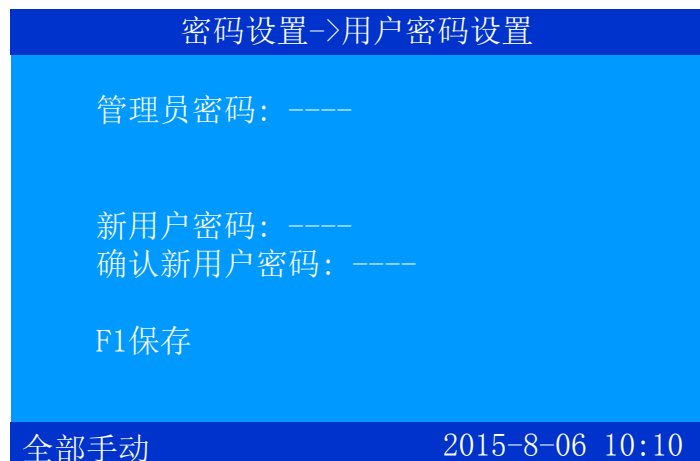 密码设置->用户密码设置
管理员密码: ----
新用户密码: ----
确认新用户密码: ----
F1保存
全部手动 2015-8-06 10:10